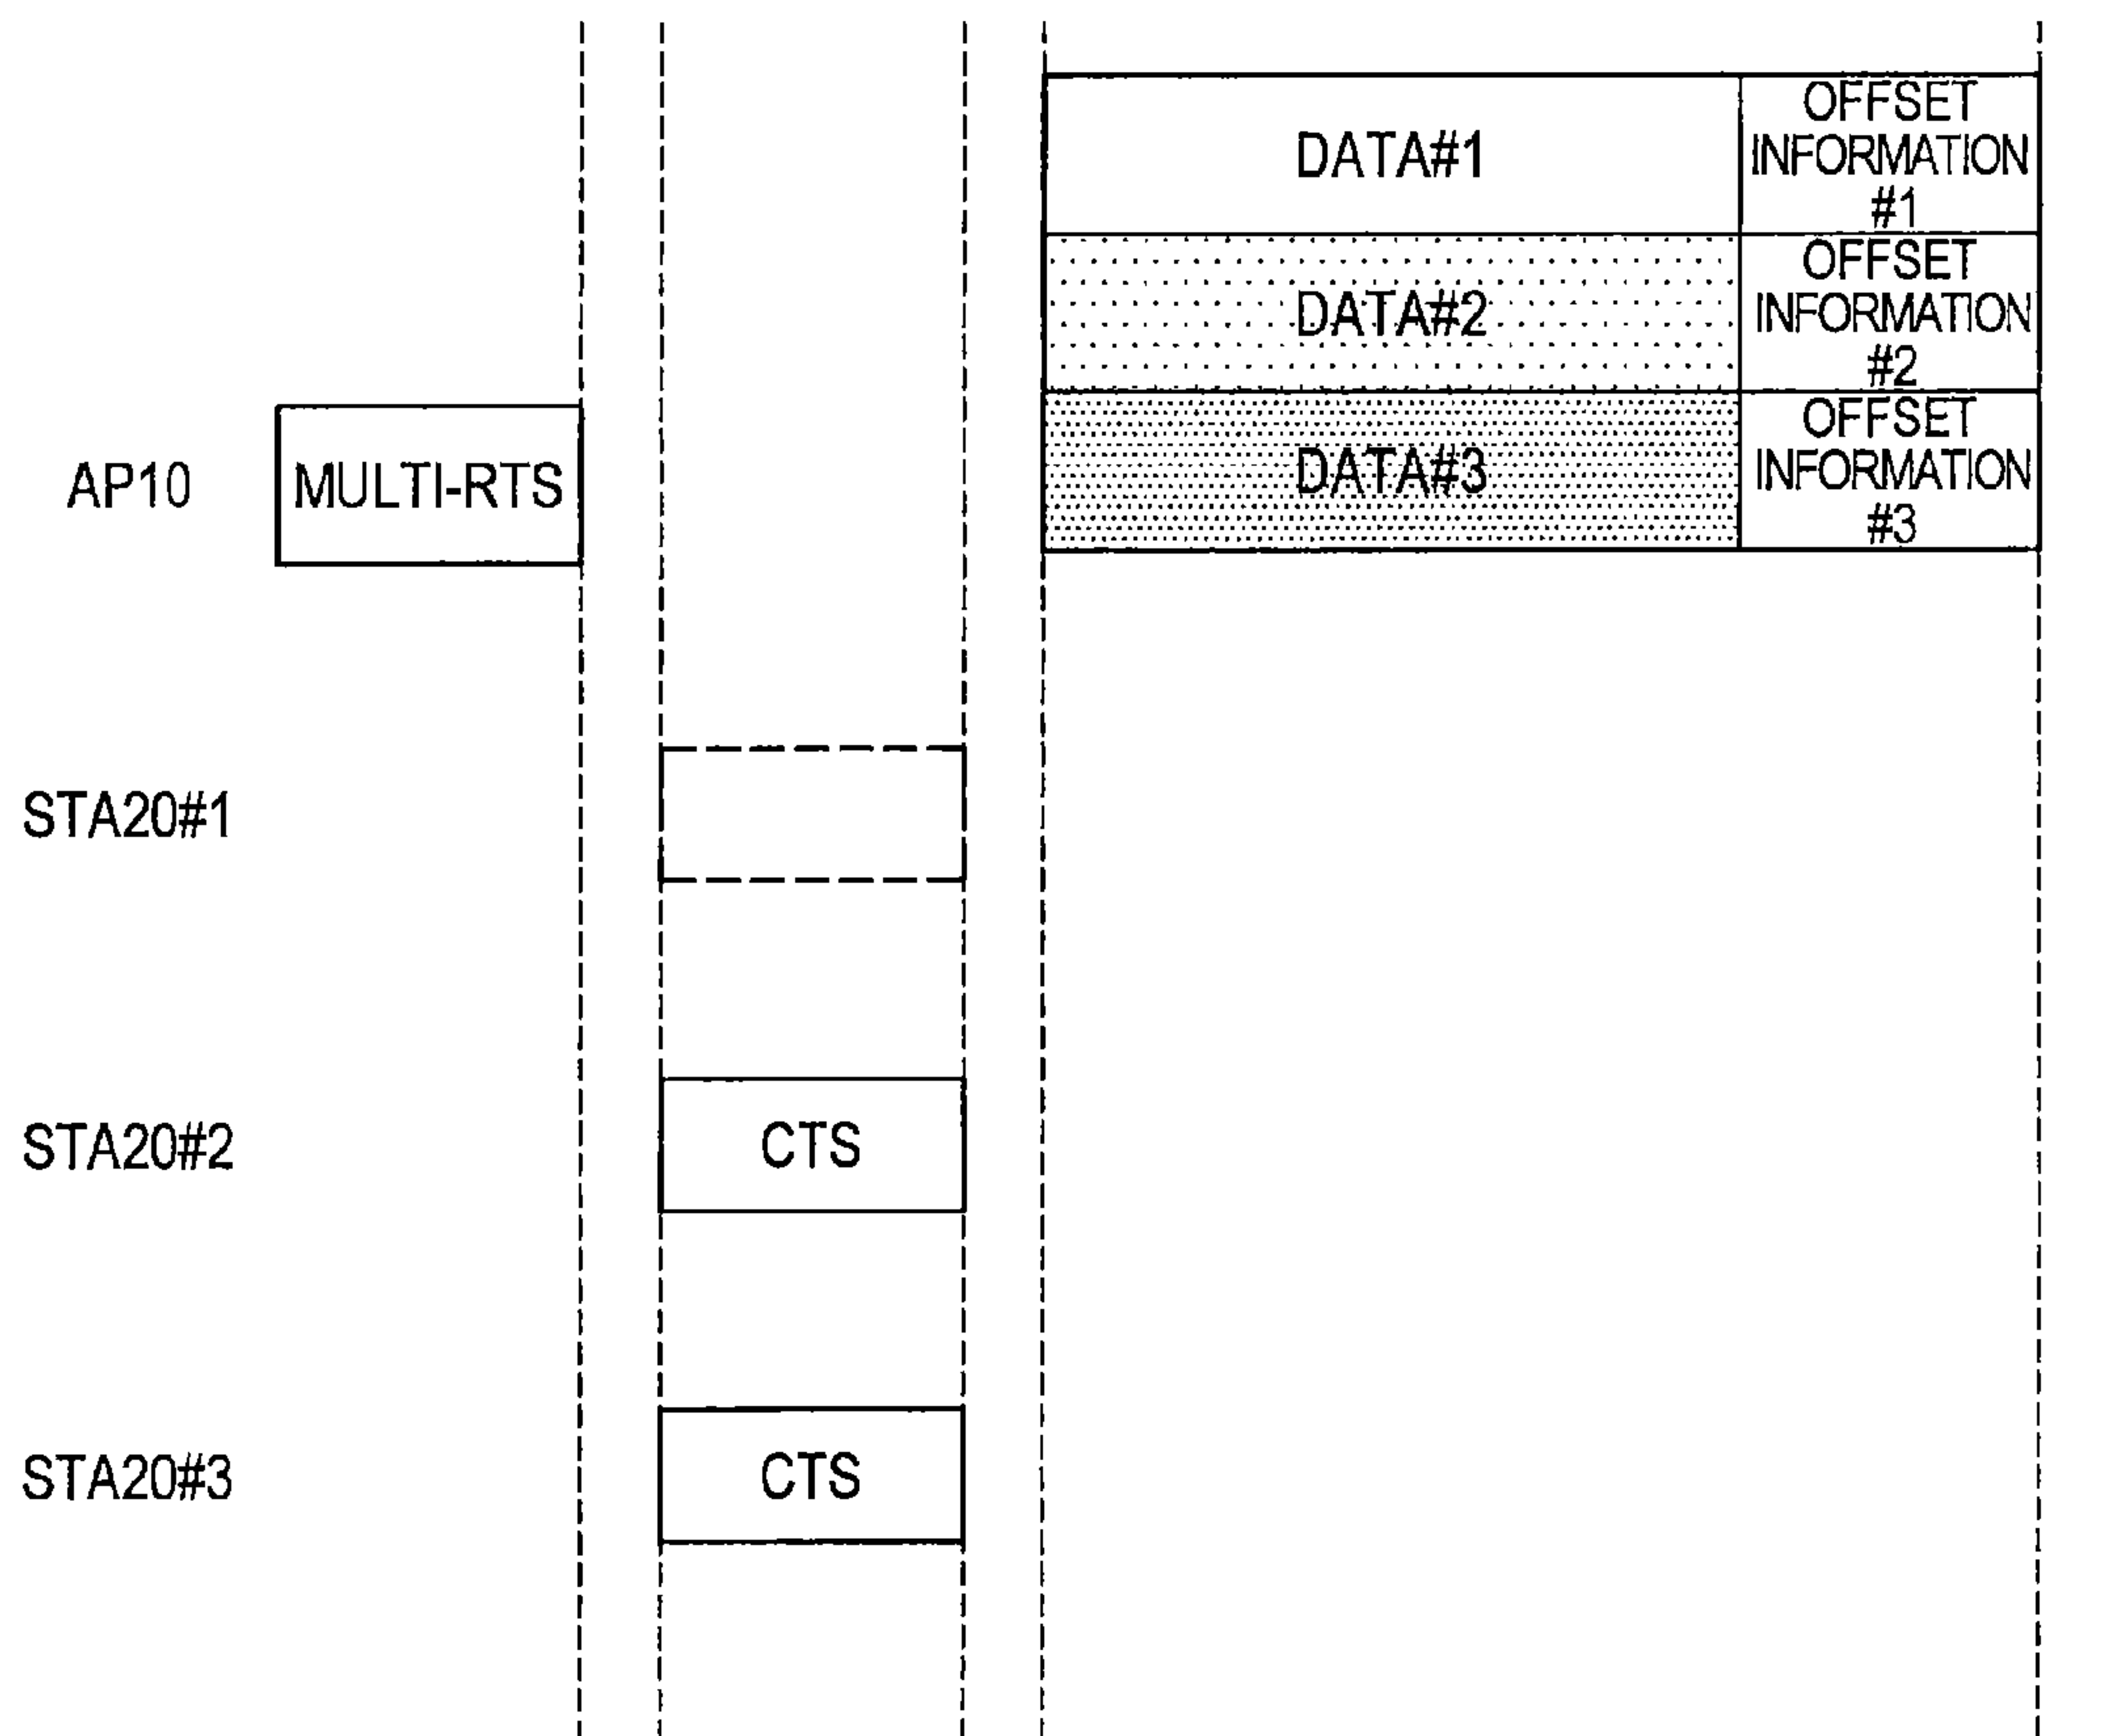 DATA#1
OFFSET
INFORMATION
#1
DATA#2
OFFSET
INFORMATION
#2
DATA#3
OFFSET
INFORMATION
#3
AP10
MULTI-RTS
STA20#1
STA20#2
CTS
STA20#3
CTS